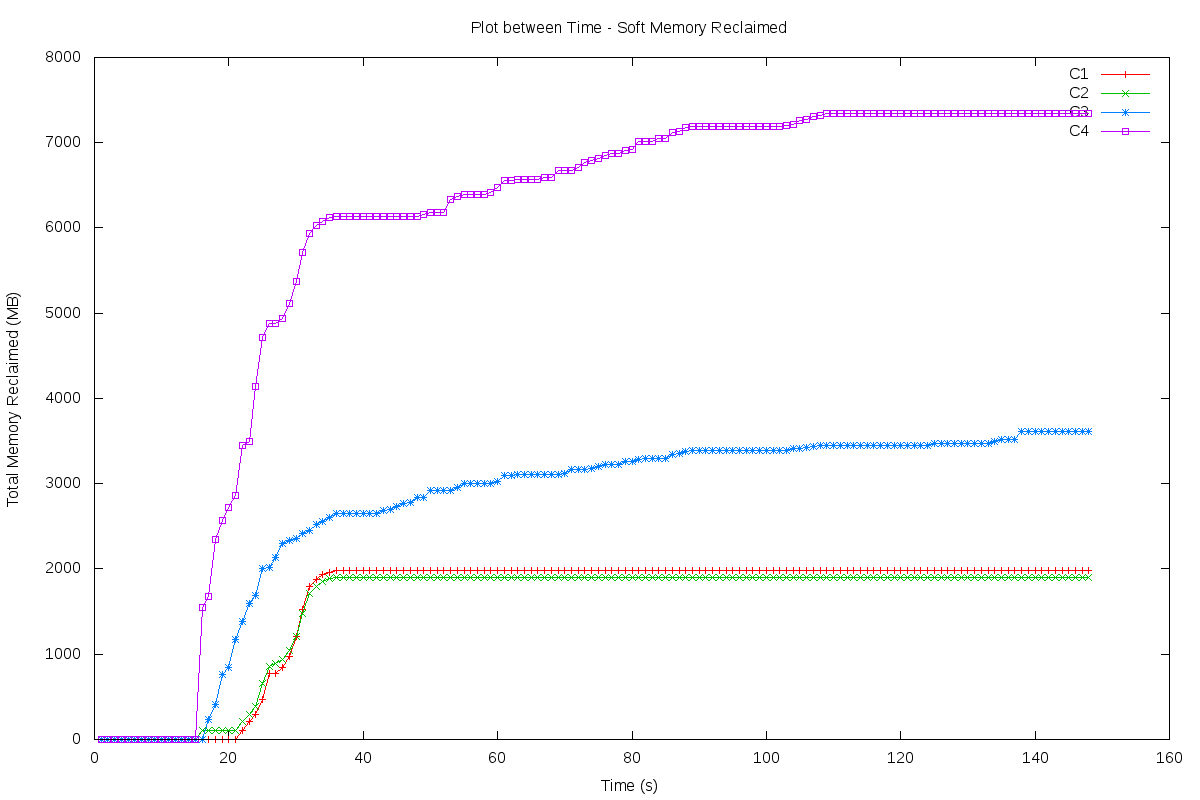 Plot between Time - Soft Memory Reclaimed
8000
7000
6000
5000
4000
3000
2000
1000
0
Total Memory Reclaimed (MB)
C1
C2
C3
C4
0 20 40 60 80 100 120 140 160
Time (s)